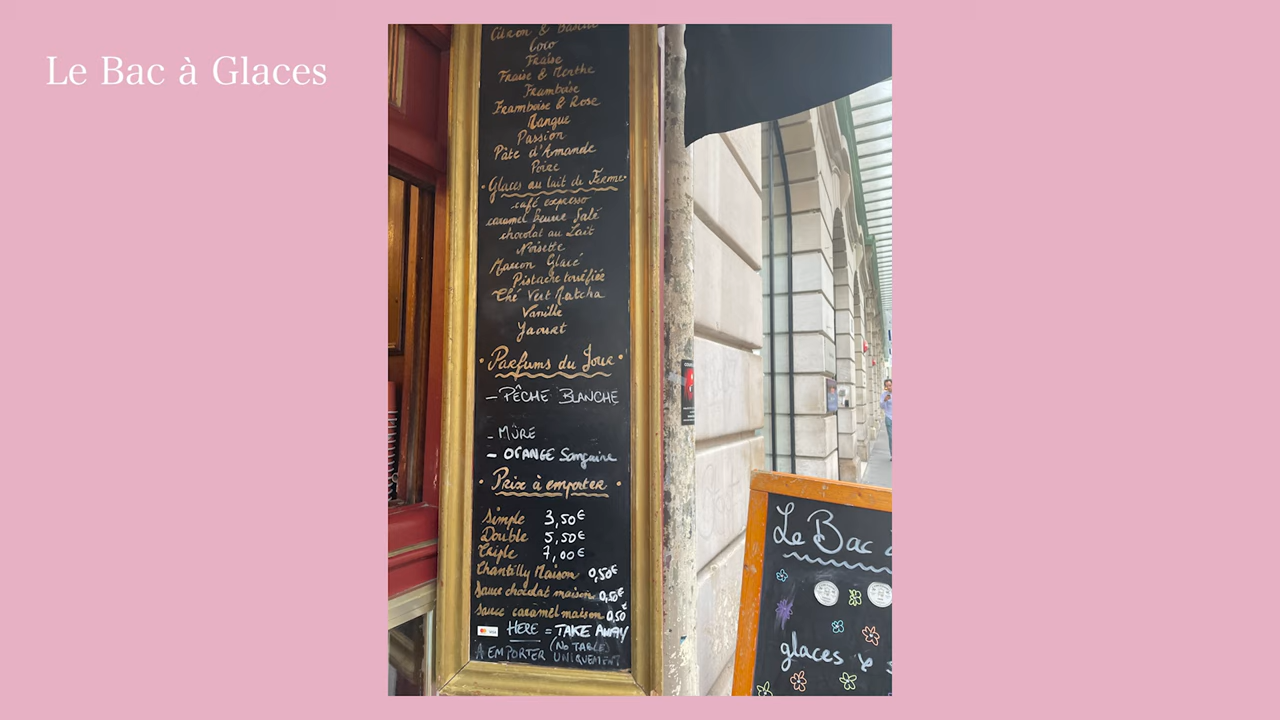 Le Bac à Glaces
Citron & Basilic
Coco
Fraise
Fraise & Menthe
Framboise
Framboise & Rose
Mangue
Passion
Pâte d'Amande
Poire
• Glaces au lait de Ferme •
café expresso
caramel beurre Salé
chocolat au Lait
Noisette
Marron Glacé
Pistache torréfiée
Thé Vert Matcha
Vanille
Yaourt
• Parfums du Jour •
- PÊCHE BLANCHE
- MÛRE
- ORANGE Sanguine
• Prix à emporter •
Simple 3,50€
Double 5,50€
Triple 7,00€
Chantilly Maison 0,50€
Sauce chocolat maison 0,50€
Sauce caramel maison 0,50€
HERE = TAKE AWAY
(No TABLE)
A EMPORTER UNIQUEMENT
Le Bac à
glaces & s